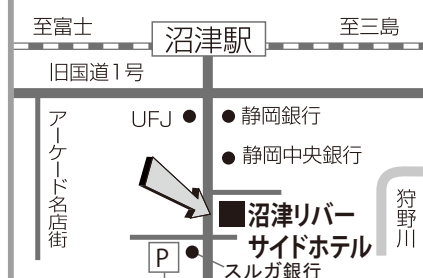 至富士
沼津駅
至三島
旧国道1号
UFJ
静岡銀行
静岡中央銀行
アーケード名店街
狩野川
沼津リバー
サイドホテル
P
スルガ銀行